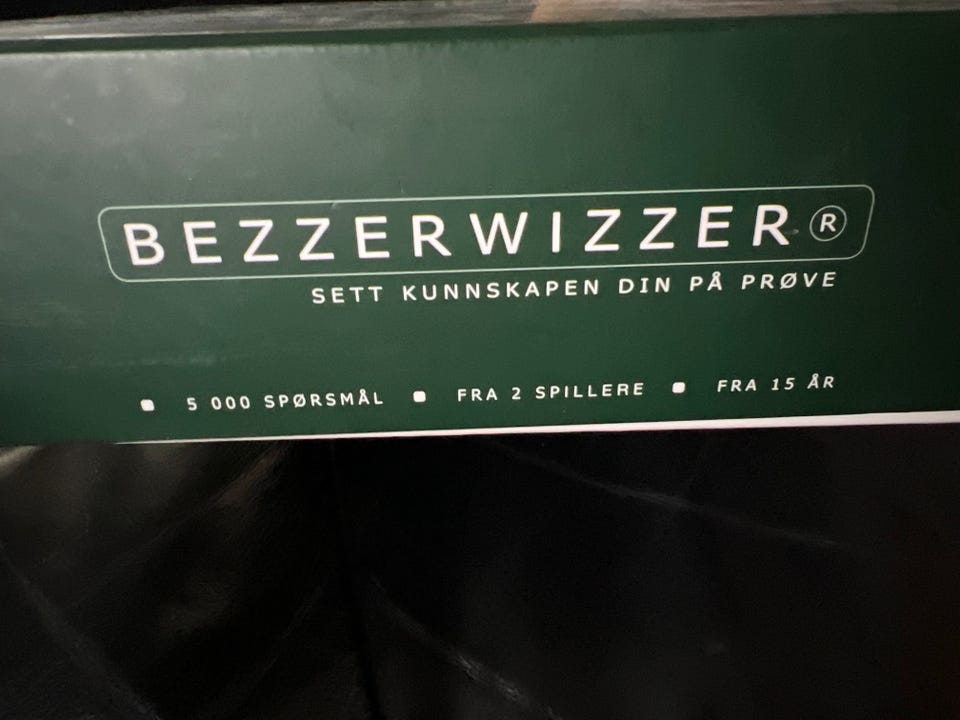 BEZZERWIZZER®
SETT KUNNSKAPEN DIN PÅ PRØVE
▪ 5 000 SPØRSMÅL ▪ FRA 2 SPILLERE ▪ FRA 15 ÅR